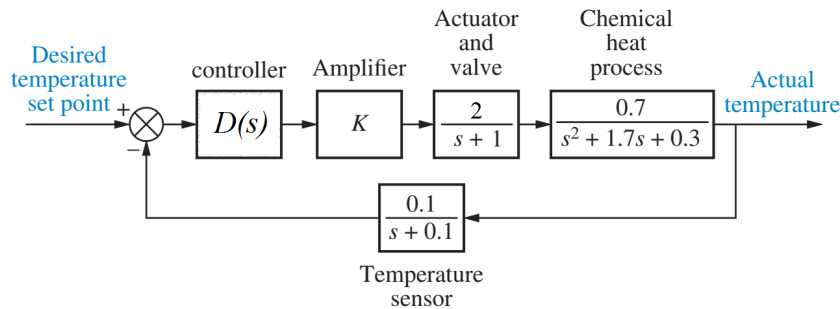 Desired
temperature
set point
+
−
controller
D(s)
Amplifier
K
Actuator
and
valve
2
s + 1
Chemical
heat
process
0.7
s² + 1.7s + 0.3
Actual
temperature
0.1
s + 0.1
Temperature
sensor